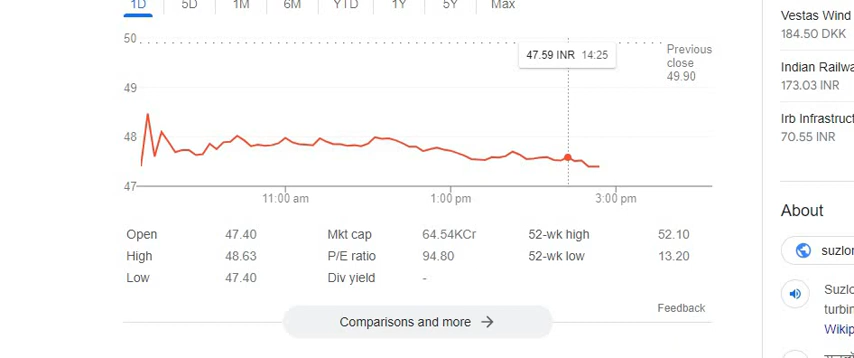 1D 5D 1M 6M YTD 1Y 5Y Max
50
47.59 INR 14:25
Previous
close
49.90
49
48
47
11:00 am 1:00 pm 3:00 pm
Open 47.40 Mkt cap 64.54KCr 52-wk high 52.10
High 48.63 P/E ratio 94.80 52-wk low 13.20
Low 47.40 Div yield -
Feedback
Comparisons and more
Vestas Wind
184.50 DKK
Indian Railwa
173.03 INR
Irb Infrastruct
70.55 INR
About
suzlon
Suzlo
turbin
Wikip